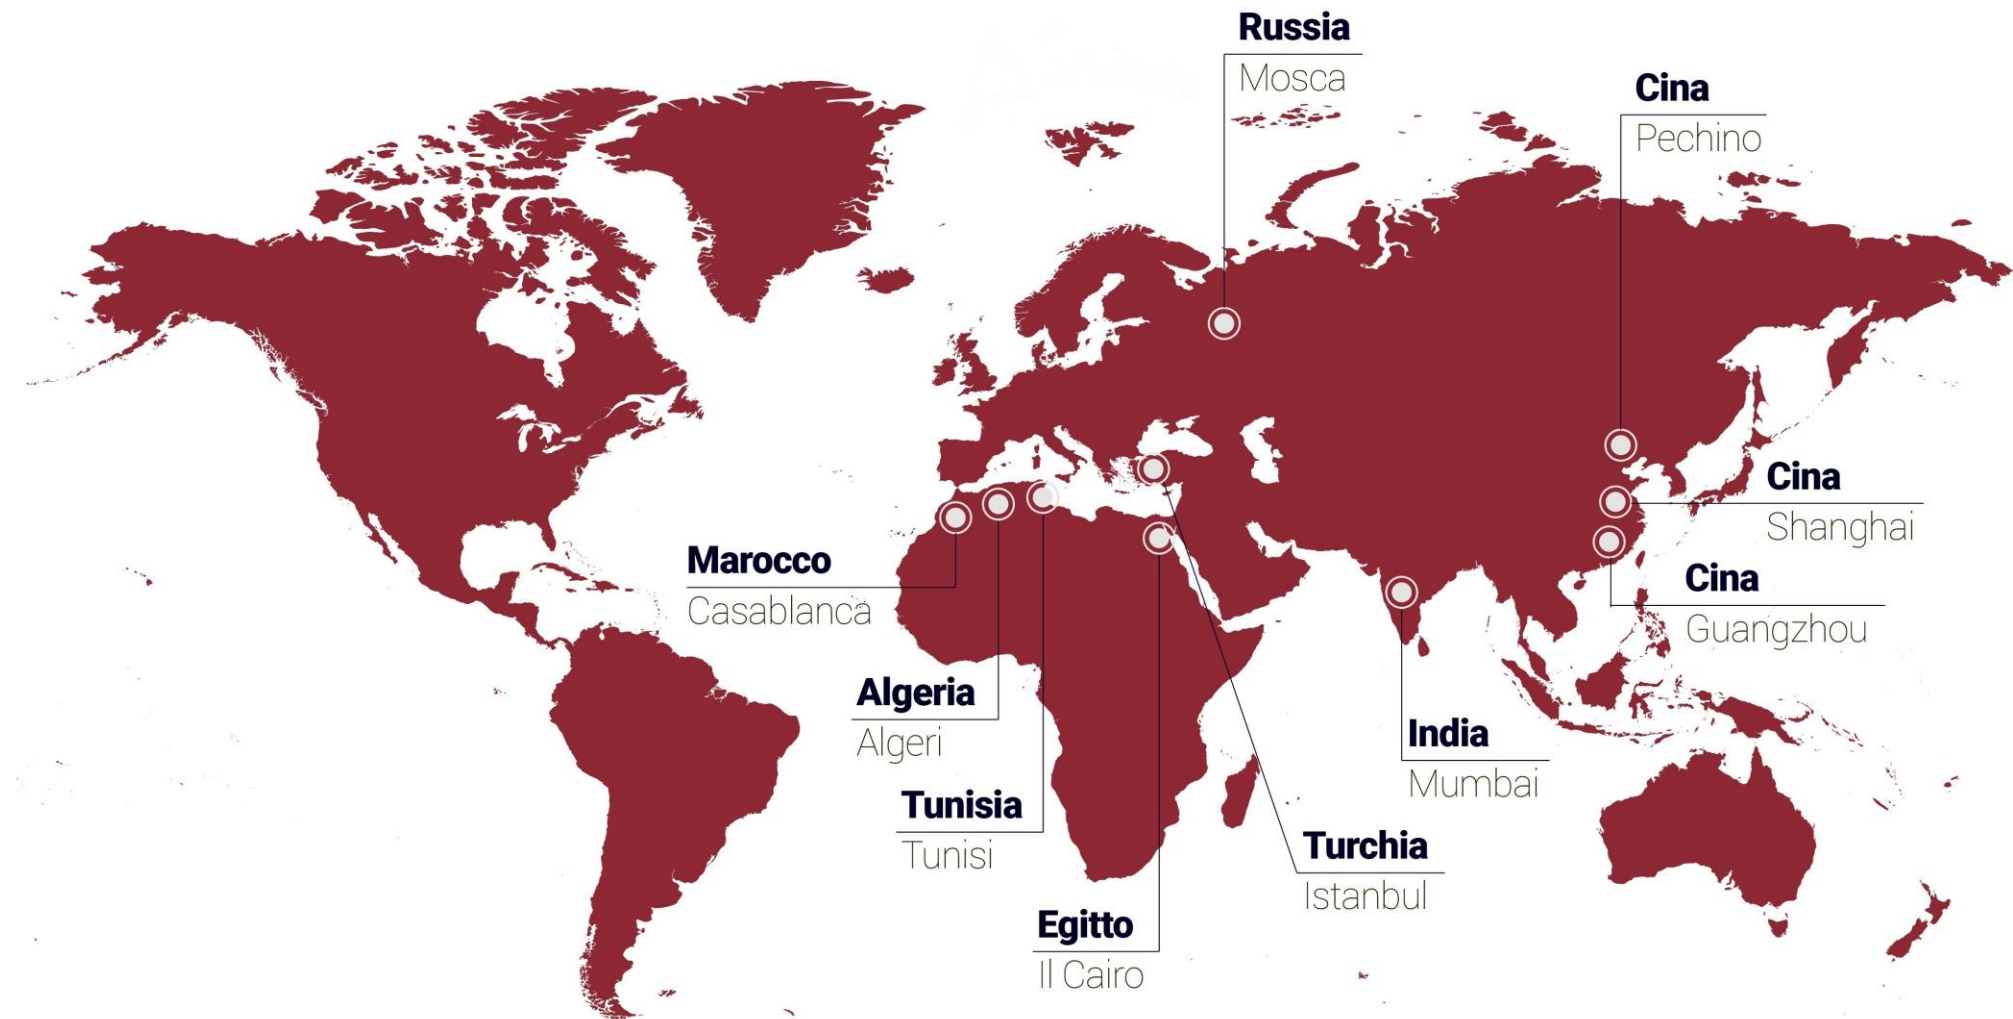 Russia
Mosca
Cina
Pechino
Cina
Shanghai
Marocco
Casablanca
Cina
Guangzhou
Algeria
Algeri
India
Mumbai
Tunisia
Tunisi
Turchia
Istanbul
Egitto
Il Cairo